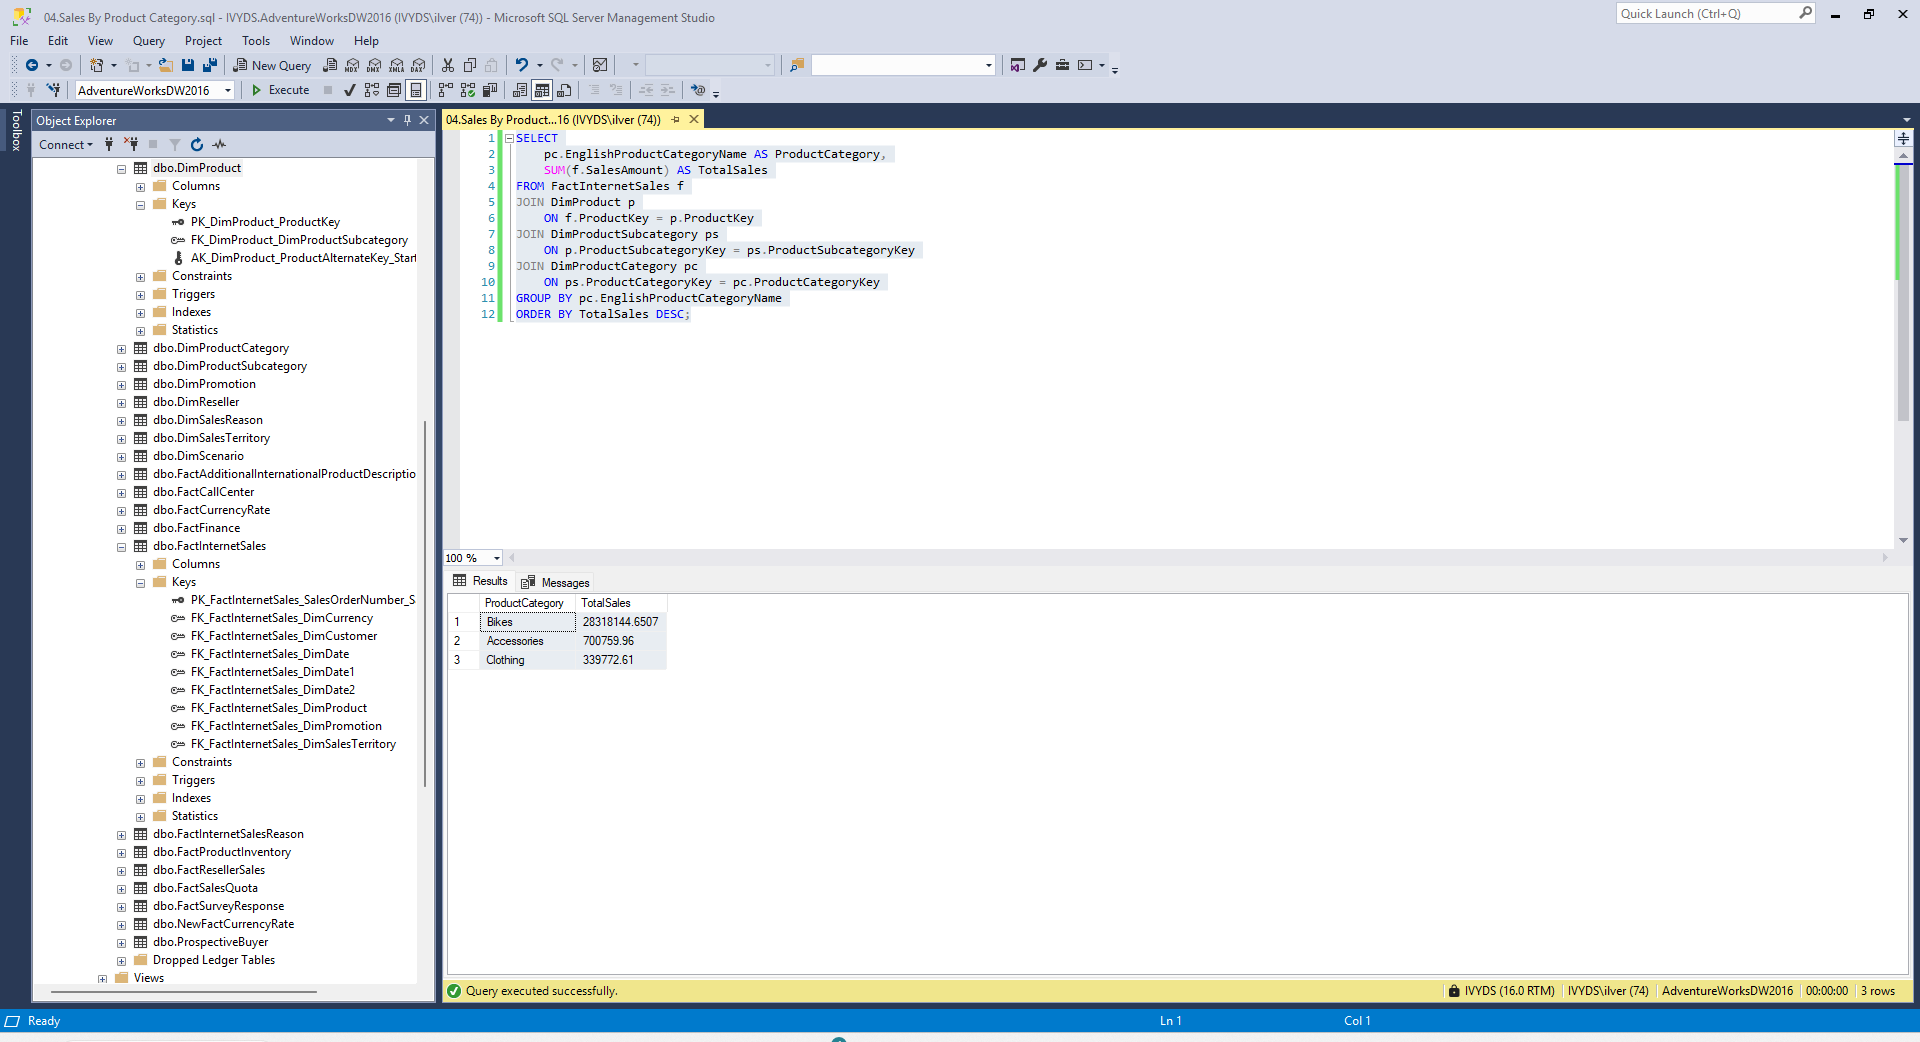 04.Sales By Product Category.sql - IVYDS.AdventureWorksDW2016 (IVYDS\ilver (74)) - Microsoft SQL Server Management Studio
Quick Launch (Ctrl+Q)
File Edit View Query Project Tools Window Help
New Query MDX DMX XMLA DAX
AdventureWorksDW2016 Execute
Toolbox
Object Explorer
Connect
dbo.DimProduct
Columns
Keys
PK_DimProduct_ProductKey
FK_DimProduct_DimProductSubcategory
AK_DimProduct_ProductAlternateKey_Start
Constraints
Triggers
Indexes
Statistics
dbo.DimProductCategory
dbo.DimProductSubcategory
dbo.DimPromotion
dbo.DimReseller
dbo.DimSalesReason
dbo.DimSalesTerritory
dbo.DimScenario
dbo.FactAdditionalInternationalProductDescriptio
dbo.FactCallCenter
dbo.FactCurrencyRate
dbo.FactFinance
dbo.FactInternetSales
Columns
Keys
PK_FactInternetSales_SalesOrderNumber_S
FK_FactInternetSales_DimCurrency
FK_FactInternetSales_DimCustomer
FK_FactInternetSales_DimDate
FK_FactInternetSales_DimDate1
FK_FactInternetSales_DimDate2
FK_FactInternetSales_DimProduct
FK_FactInternetSales_DimPromotion
FK_FactInternetSales_DimSalesTerritory
Constraints
Triggers
Indexes
Statistics
dbo.FactInternetSalesReason
dbo.FactProductInventory
dbo.FactResellerSales
dbo.FactSalesQuota
dbo.FactSurveyResponse
dbo.NewFactCurrencyRate
dbo.ProspectiveBuyer
Dropped Ledger Tables
Views
04.Sales By Product...16 (IVYDS\ilver (74))
1 SELECT
2 pc.EnglishProductCategoryName AS ProductCategory,
3 SUM(f.SalesAmount) AS TotalSales
4 FROM FactInternetSales f
5 JOIN DimProduct p
6 ON f.ProductKey = p.ProductKey
7 JOIN DimProductSubcategory ps
8 ON p.ProductSubcategoryKey = ps.ProductSubcategoryKey
9 JOIN DimProductCategory pc
10 ON ps.ProductCategoryKey = pc.ProductCategoryKey
11 GROUP BY pc.EnglishProductCategoryName
12 ORDER BY TotalSales DESC;
100 %
Results Messages
ProductCategory TotalSales
1 Bikes 28318144.6507
2 Accessories 700759.96
3 Clothing 339772.61
Query executed successfully. IVYDS (16.0 RTM) IVYDS\ilver (74) AdventureWorksDW2016 00:00:00 3 rows
Ready Ln 1 Col 1